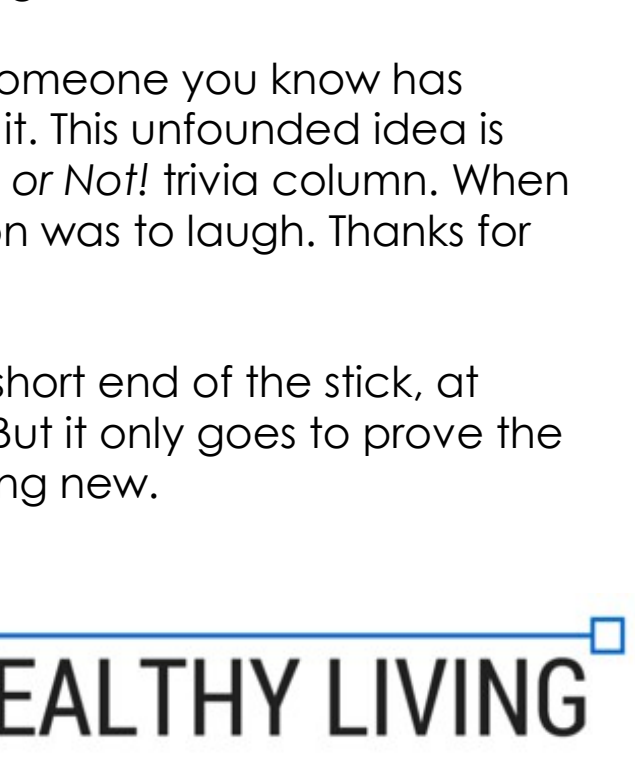 omeone you know has
it. This unfounded idea is
or Not! trivia column. When
on was to laugh. Thanks for
short end of the stick, at
But it only goes to prove the
ng new.
EALTHY LIVING